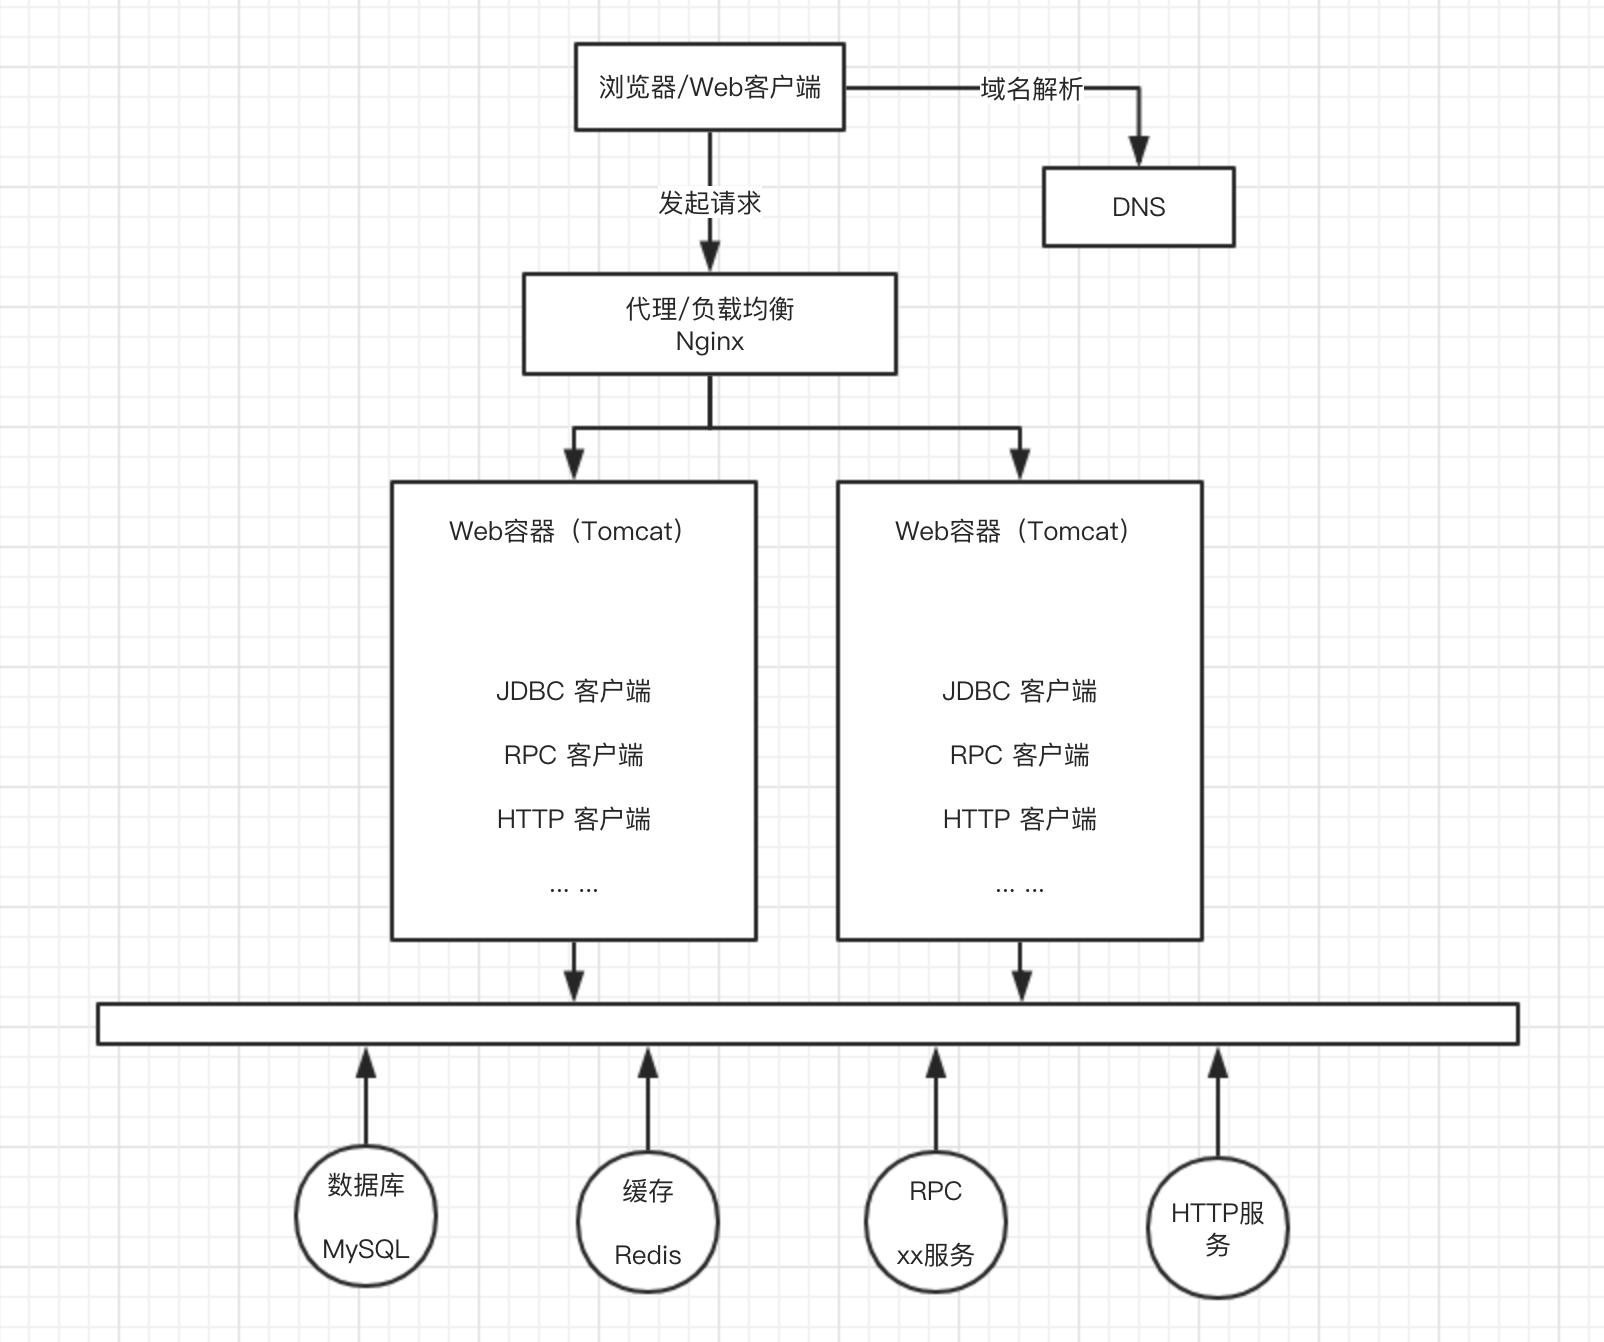 浏览器/Web客户端
域名解析
发起请求
DNS
代理/负载均衡
Nginx
Web容器（Tomcat）
JDBC 客户端
RPC 客户端
HTTP 客户端
... ...
Web容器（Tomcat）
JDBC 客户端
RPC 客户端
HTTP 客户端
... ...
数据库
MySQL
缓存
Redis
RPC
xx服务
HTTP服
务